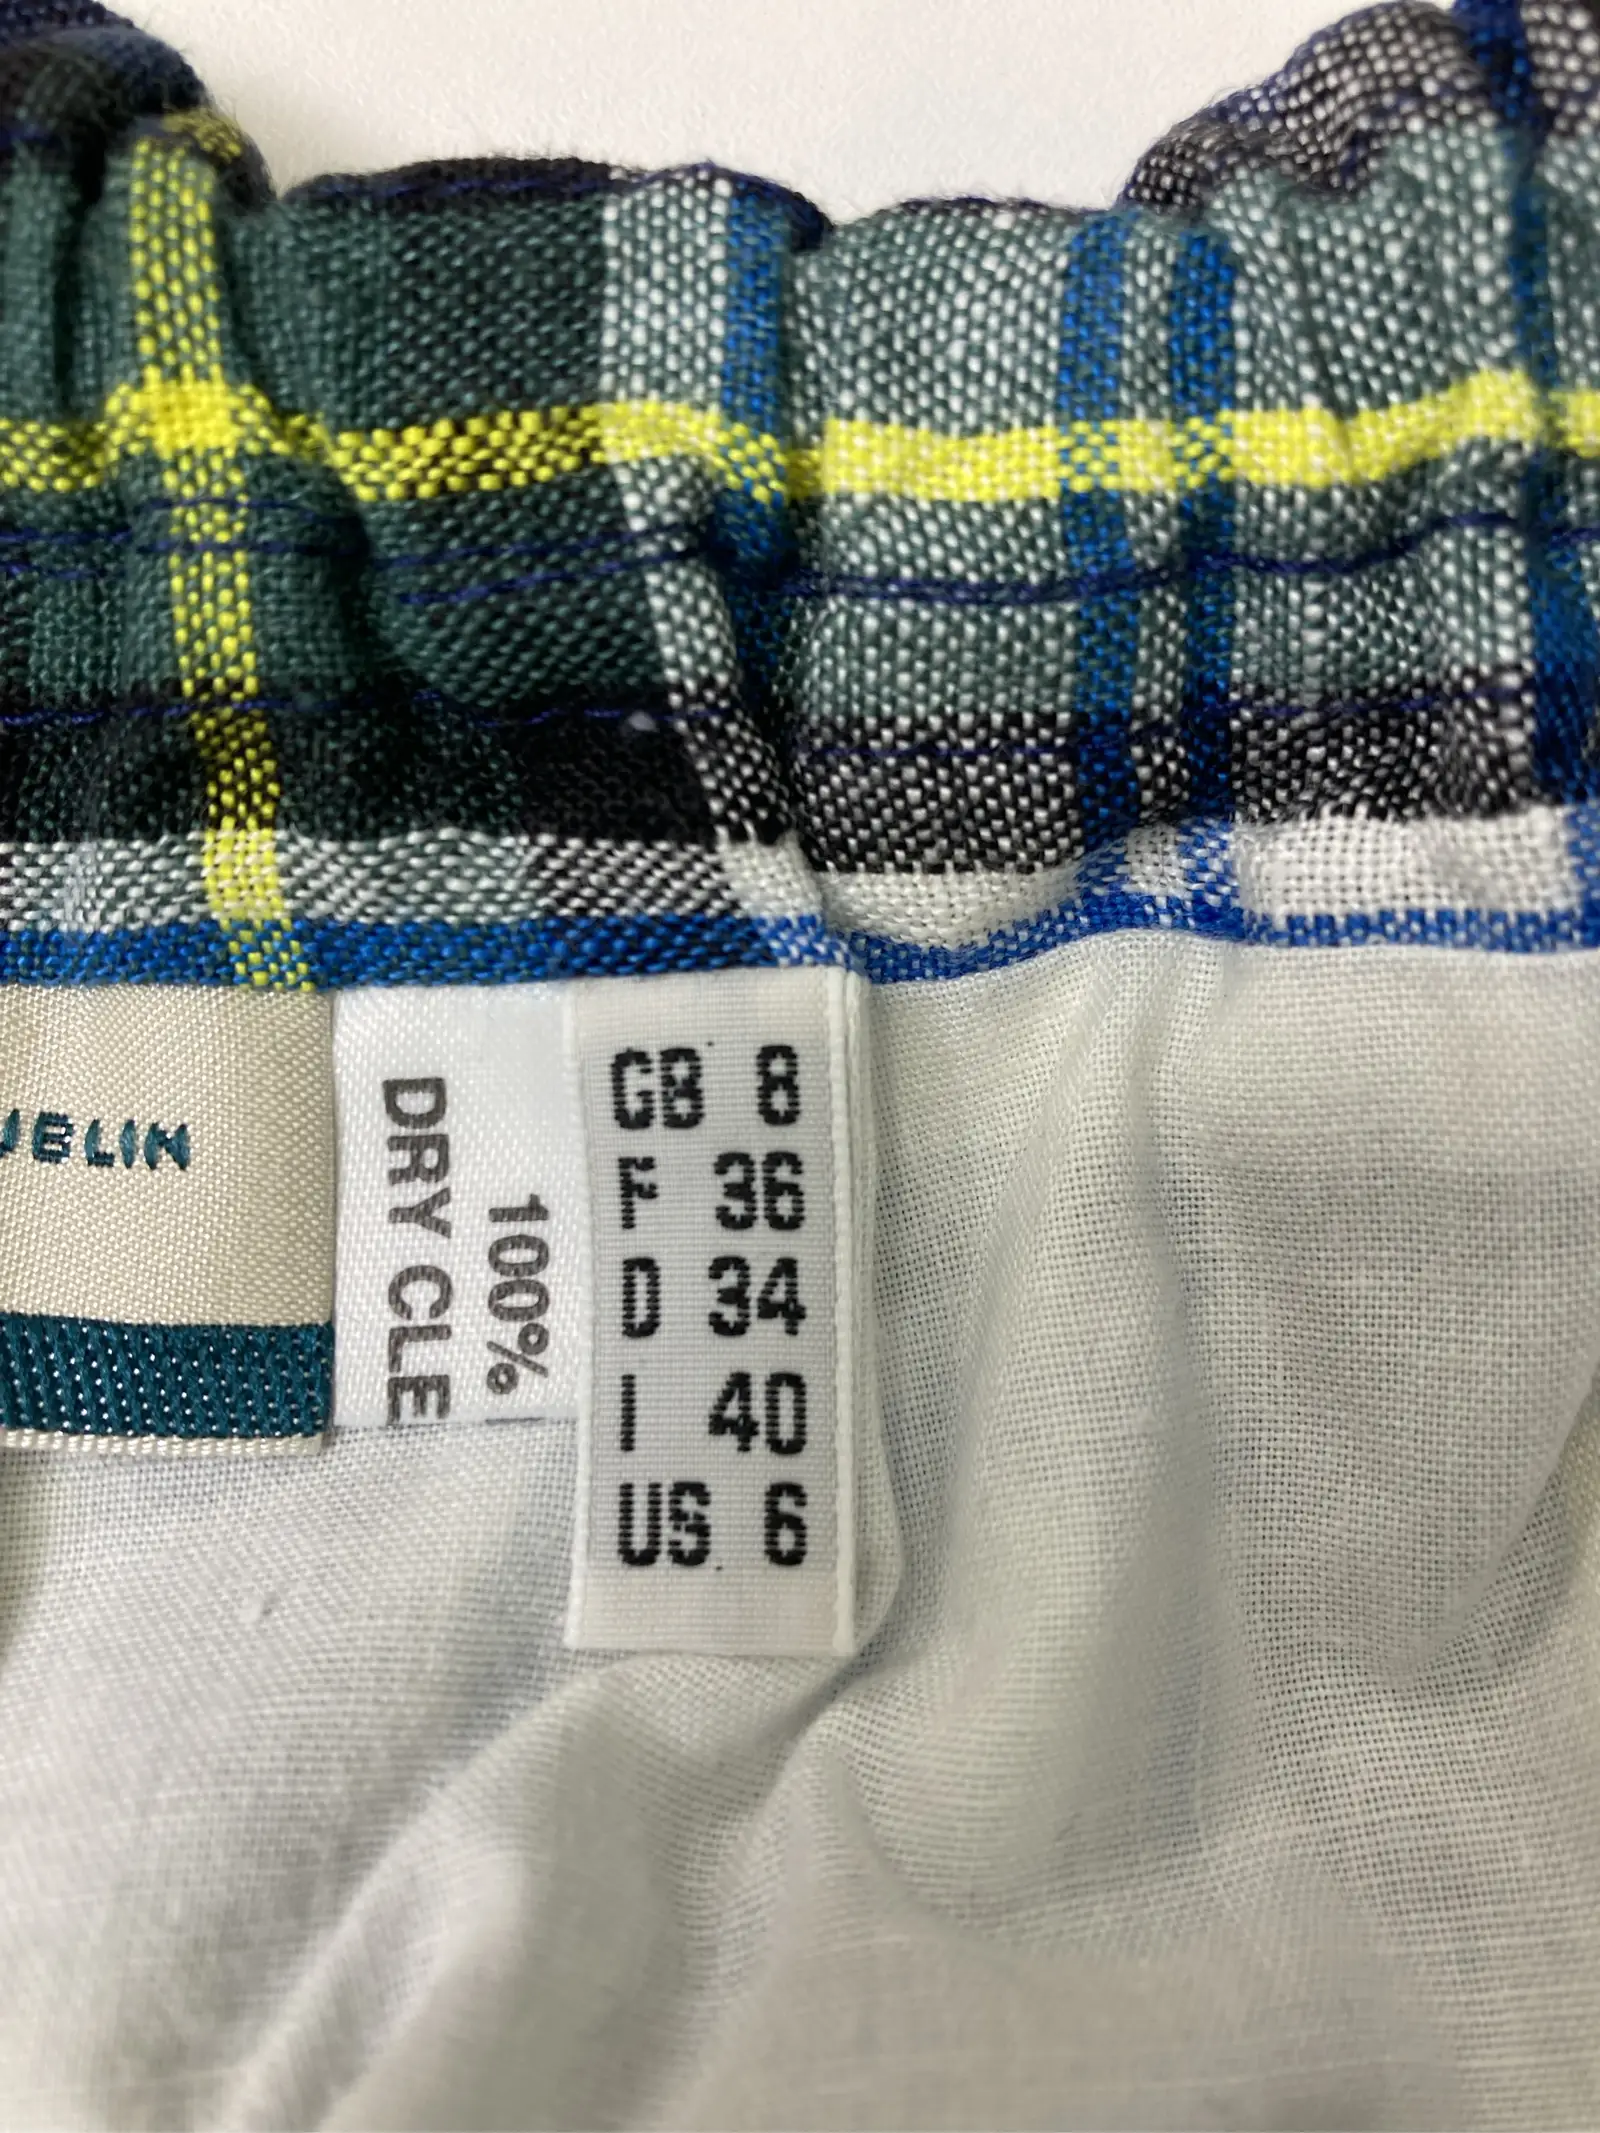 UBLIN
100%
DRY CLE
GB 8
F 36
D 34
I 40
US 6